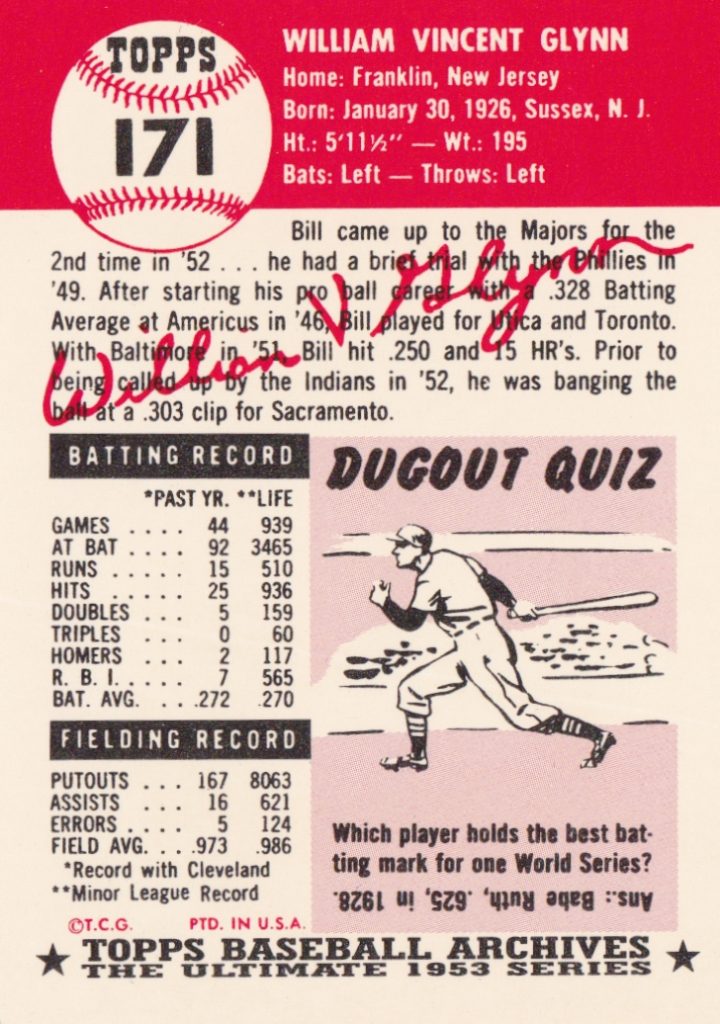 TOPPS
171
WILLIAM VINCENT GLYNN
Home: Franklin, New Jersey
Born: January 30, 1926, Sussex, N. J.
Ht.: 5'11½" — Wt.: 195
Bats: Left — Throws: Left
Bill came up to the Majors for the
2nd time in '52 . . . he had a brief trial with the Phillies in
'49. After starting his pro ball career with a .328 Batting
Average at Americus in '46, Bill played for Utica and Toronto.
With Baltimore in '51, Bill hit .250 and 15 HR's. Prior to
being called up by the Indians in '52, he was banging the
ball at a .303 clip for Sacramento.
William V. Glynn
BATTING RECORD
*PAST YR. **LIFE
GAMES . . . . 44 939
AT BAT . . . . 92 3465
RUNS . . . . . 15 510
HITS . . . . . 25 936
DOUBLES . . . 5 159
TRIPLES . . . 0 60
HOMERS . . . 2 117
R. B. I. . . . . 7 565
BAT. AVG. . . .272 .270
FIELDING RECORD
PUTOUTS . . . 167 8063
ASSISTS . . . 16 621
ERRORS . . . . 5 124
FIELD AVG. . . .973 .986
*Record with Cleveland
**Minor League Record
DUGOUT QUIZ
Which player holds the best bat-
ting mark for one World Series?
Ans.: Babe Ruth, .625, in 1928.
©T.C.G. PTD. IN U.S.A.
TOPPS BASEBALL ARCHIVES
THE ULTIMATE 1953 SERIES